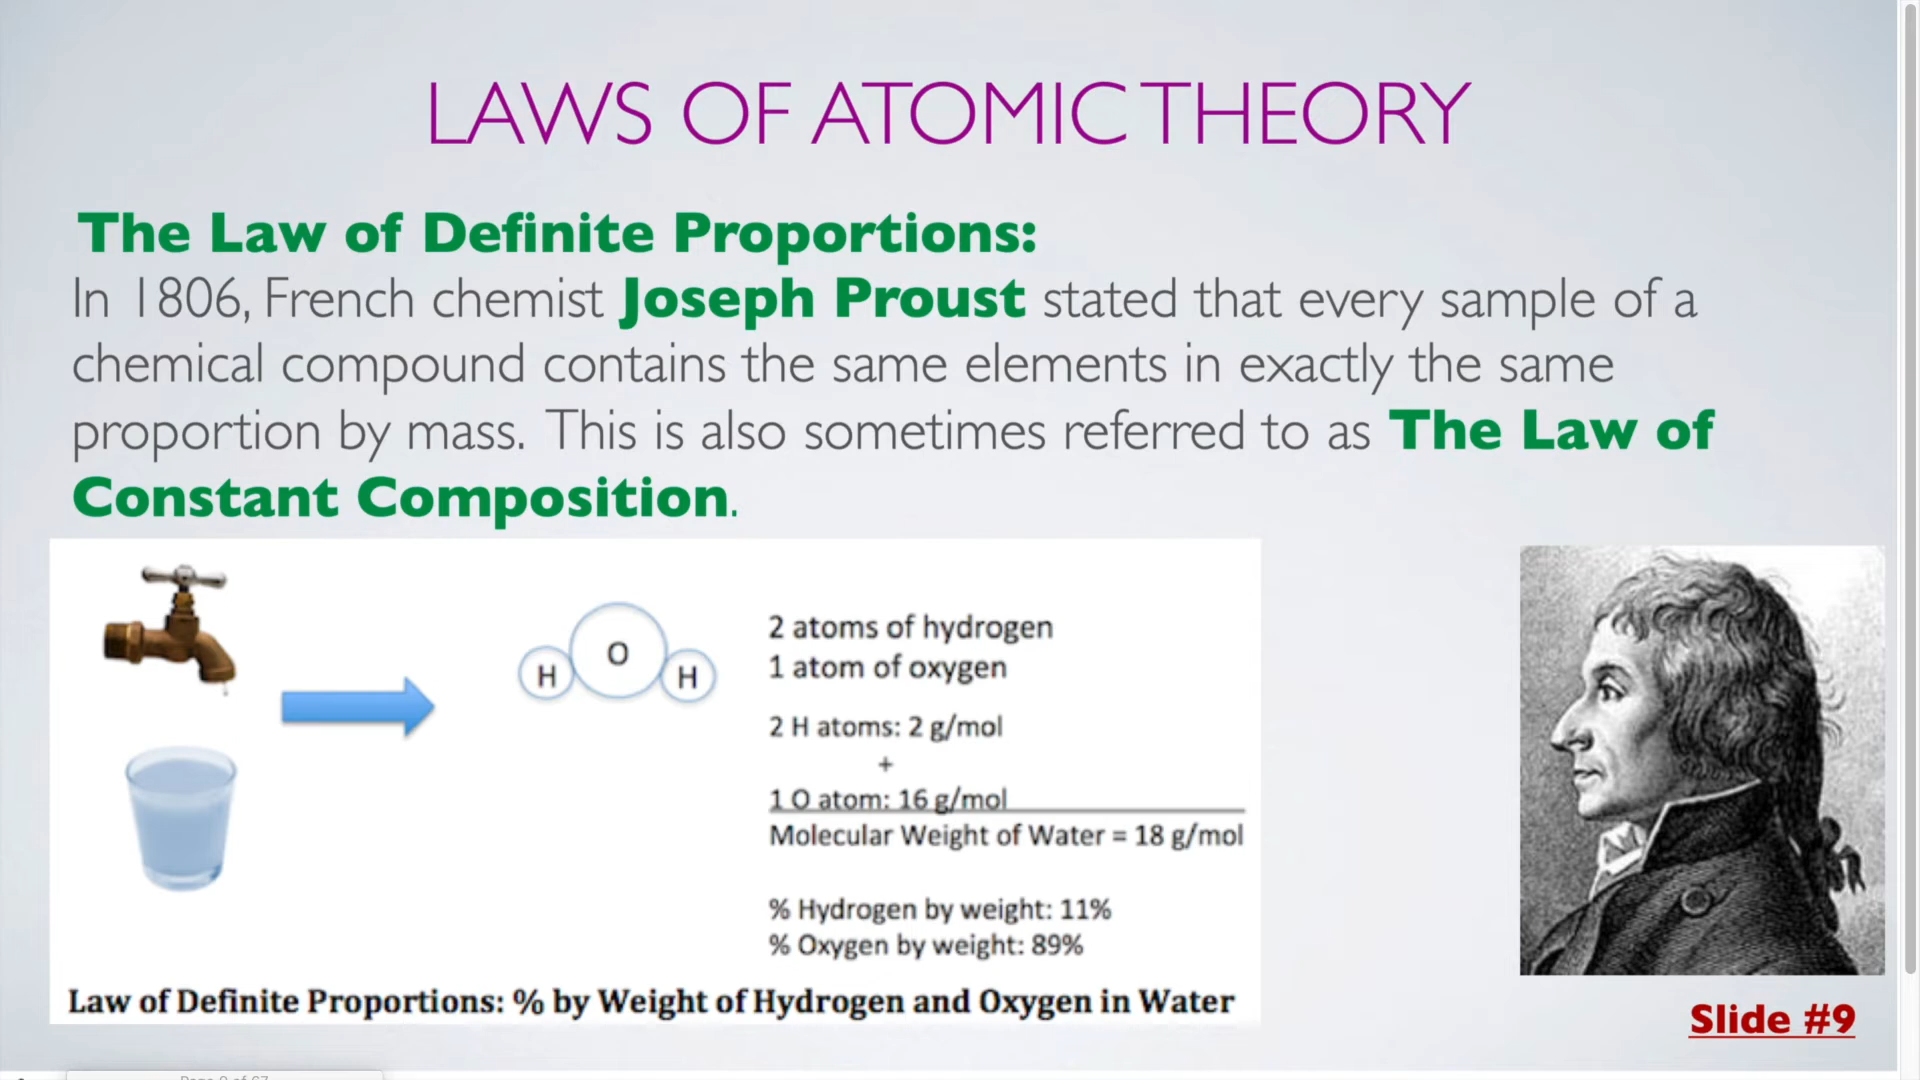 LAWS OF ATOMIC THEORY
The Law of Definite Proportions:
In 1806, French chemist Joseph Proust stated that every sample of a
chemical compound contains the same elements in exactly the same
proportion by mass. This is also sometimes referred to as The Law of
Constant Composition.
H O H
2 atoms of hydrogen
1 atom of oxygen
2 H atoms: 2 g/mol
+
1 O atom: 16 g/mol
Molecular Weight of Water = 18 g/mol
% Hydrogen by weight: 11%
% Oxygen by weight: 89%
Law of Definite Proportions: % by Weight of Hydrogen and Oxygen in Water
Slide #9